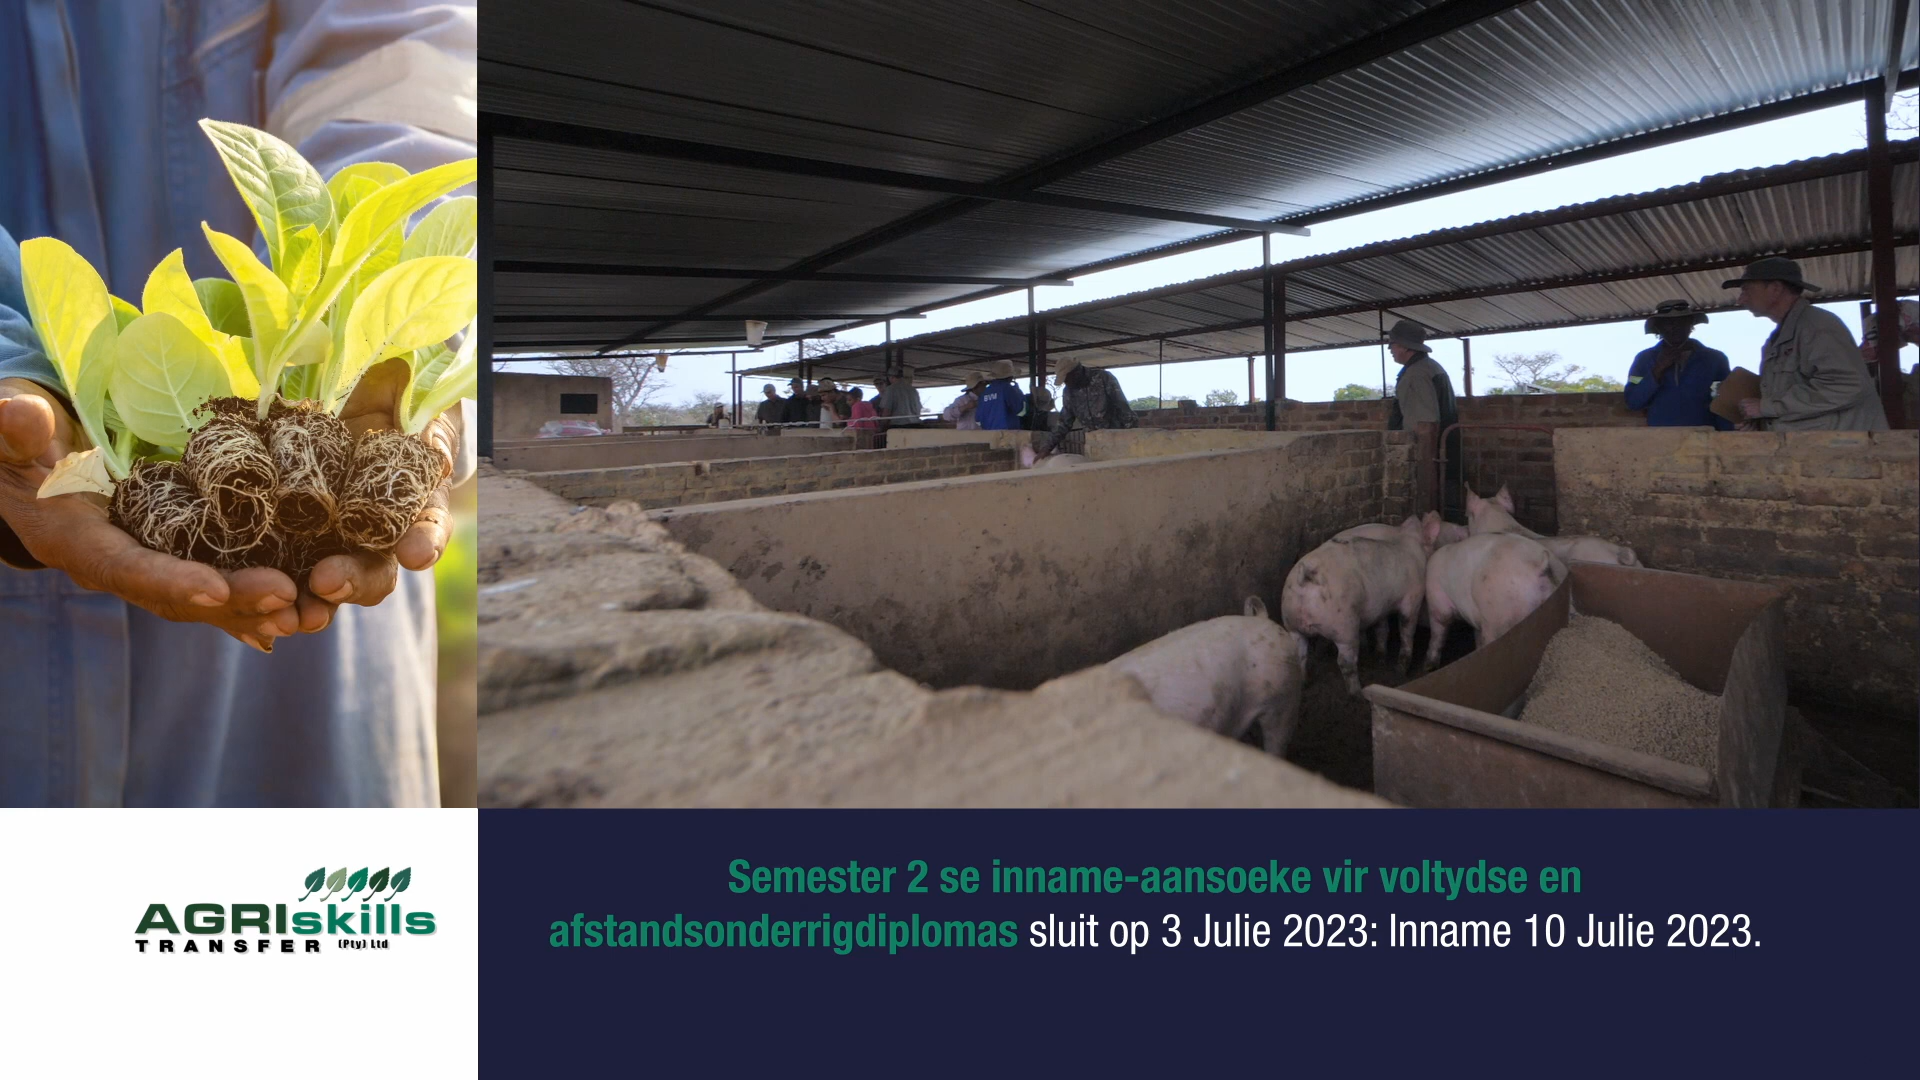 BVM
AGRIskills
TRANSFER (Pty) Ltd
Semester 2 se inname-aansoeke vir voltydse en
afstandsonderrigdiplomas sluit op 3 Julie 2023: Inname 10 Julie 2023.